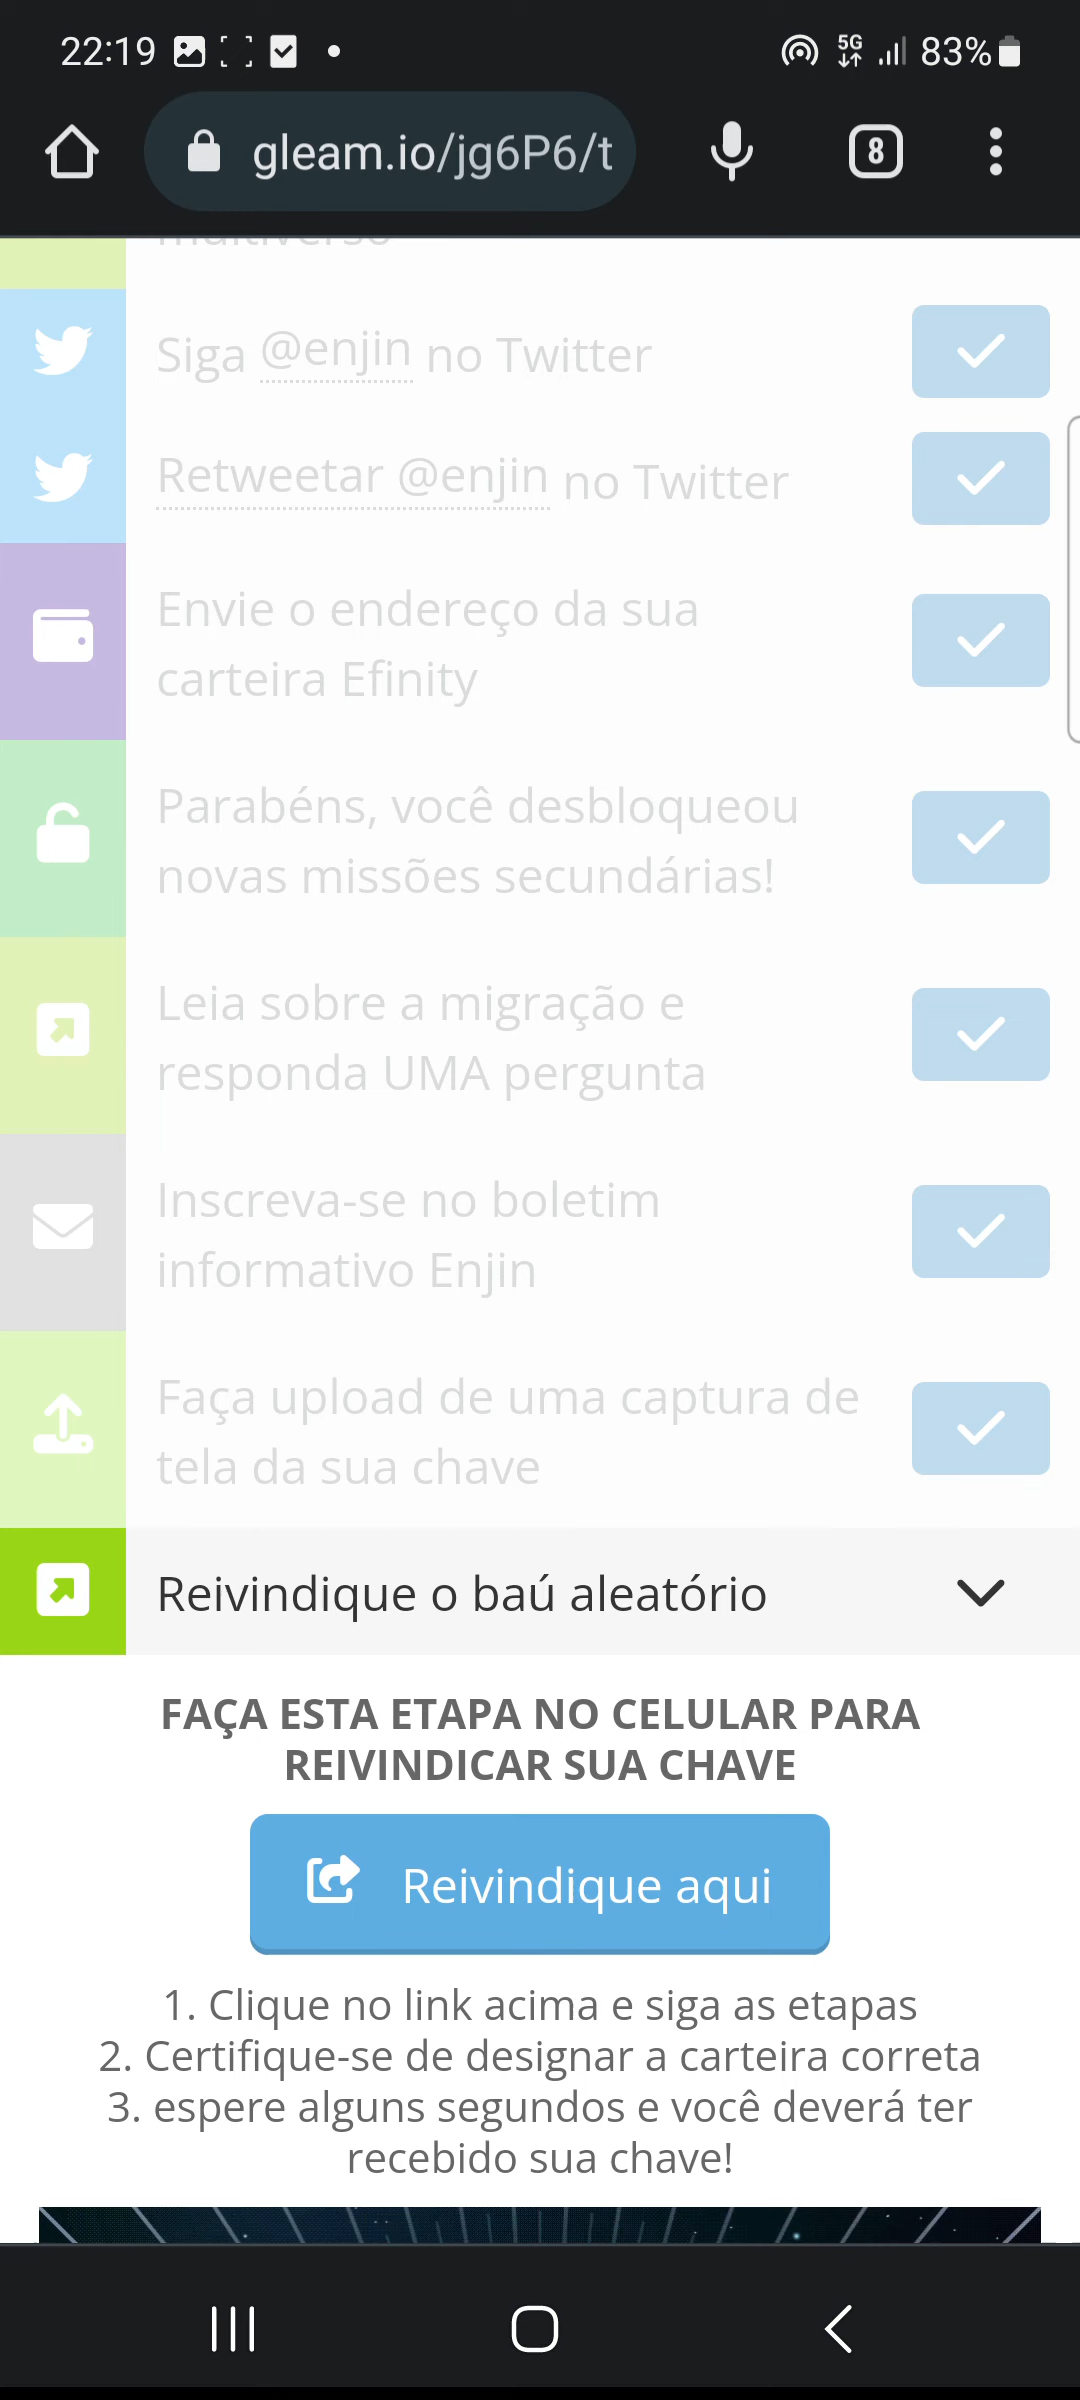 22:19
5G
83%
gleam.io/jg6P6/t
8
multiverso
Siga @enjin no Twitter
Retweetar @enjin no Twitter
Envie o endereço da sua
carteira Efinity
Parabéns, você desbloqueou
novas missões secundárias!
Leia sobre a migração e
responda UMA pergunta
Inscreva-se no boletim
informativo Enjin
Faça upload de uma captura de
tela da sua chave
Reivindique o baú aleatório
FAÇA ESTA ETAPA NO CELULAR PARA
REIVINDICAR SUA CHAVE
Reivindique aqui
1. Clique no link acima e siga as etapas
2. Certifique-se de designar a carteira correta
3. espere alguns segundos e você deverá ter
recebido sua chave!